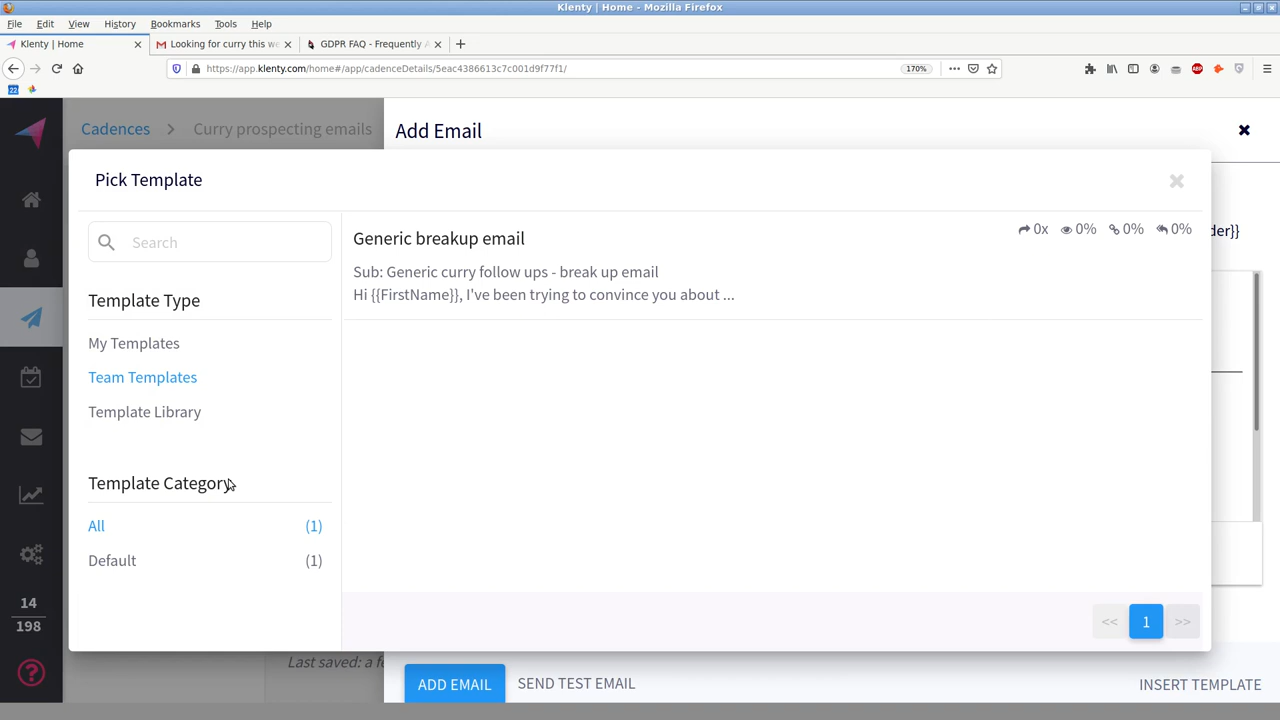 Klenty | Home - Mozilla Firefox
File Edit View History Bookmarks Tools Help
Klenty | Home
Looking for curry this we
GDPR FAQ - Frequently A
https://app.klenty.com/home#/app/cadenceDetails/5eac4386613c7c001d9f77f1/
170%
22
Cadences > Curry prospecting emails
Add Email
Pick Template
Search
Template Type
My Templates
Team Templates
Template Library
Template Category
All (1)
Default (1)
Generic breakup email
0x 0% 0% 0%
Sub: Generic curry follow ups - break up email
Hi {{FirstName}}, I've been trying to convince you about ...
<< 1 >>
der}}
14
198
Last saved: a fe
ADD EMAIL
SEND TEST EMAIL
INSERT TEMPLATE